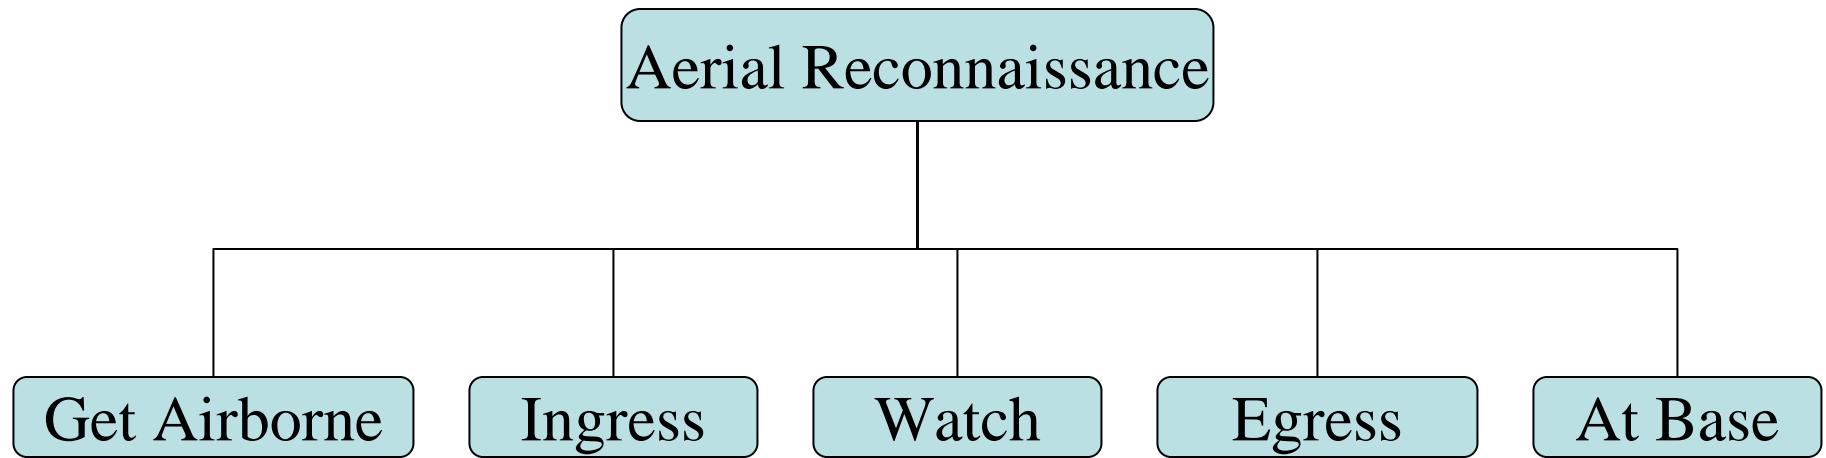 Aerial Reconnaissance
Get Airborne
Ingress
Watch
Egress
At Base